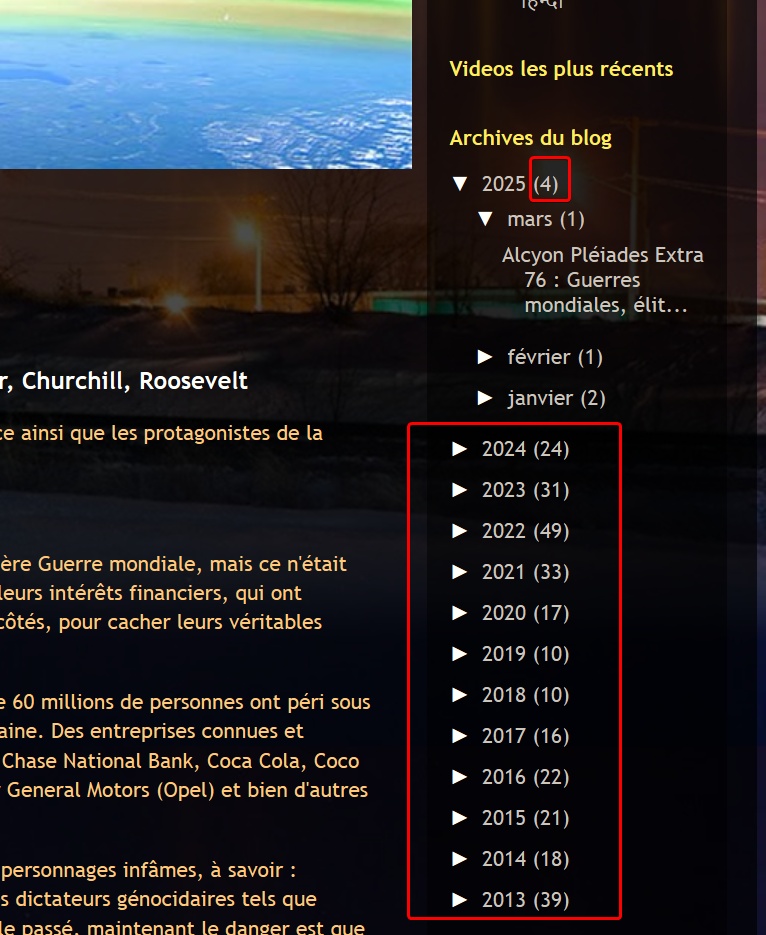 Videos les plus récents
Archives du blog
▼ 2025 (4)
▼ mars (1)
Alcyon Pléiades Extra
76 : Guerres
mondiales, élit...
► février (1)
► janvier (2)
► 2024 (24)
► 2023 (31)
► 2022 (49)
► 2021 (33)
► 2020 (17)
► 2019 (10)
► 2018 (10)
► 2017 (16)
► 2016 (22)
► 2015 (21)
► 2014 (18)
► 2013 (39)
r, Churchill, Roosevelt
ce ainsi que les protagonistes de la
ère Guerre mondiale, mais ce n'était
leurs intérêts financiers, qui ont
côtés, pour cacher leurs véritables
e 60 millions de personnes ont péri sous
aine. Des entreprises connues et
Chase National Bank, Coca Cola, Coco
General Motors (Opel) et bien d'autres
personnages infâmes, à savoir :
s dictateurs génocidaires tels que
le passé, maintenant le danger est que